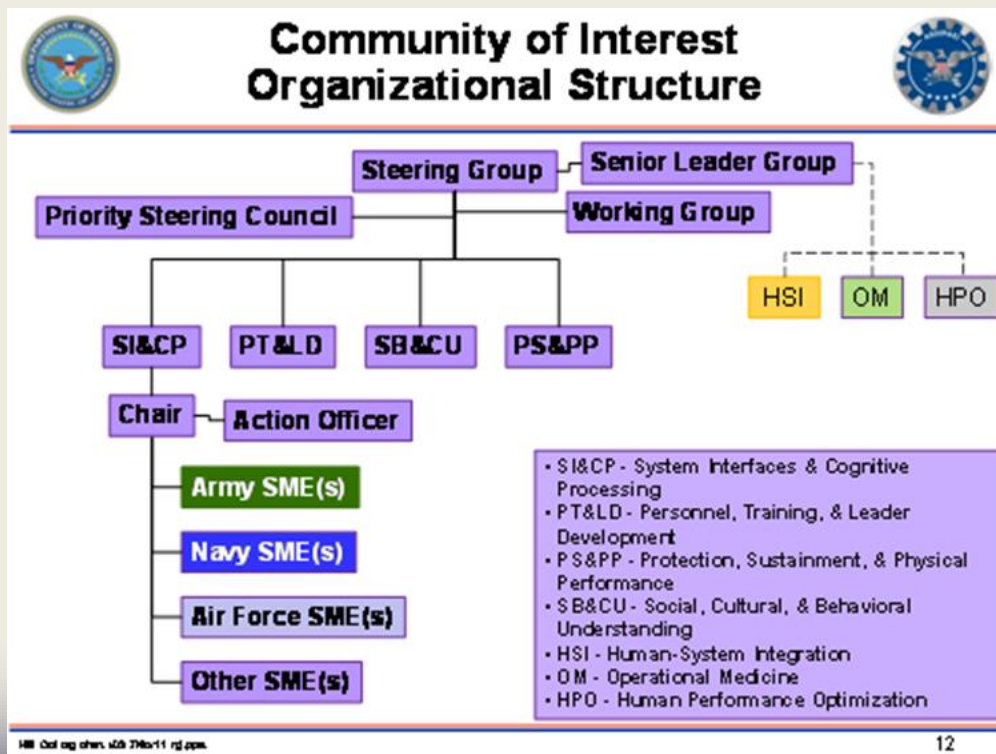 Community of Interest
Organizational Structure
Steering Group
Senior Leader Group
Priority Steering Council
Working Group
HSI
OM
HPO
SI&CP
PT&LD
SB&CU
PS&PP
Chair
Action Officer
Army SME(s)
Navy SME(s)
Air Force SME(s)
Other SME(s)
• SI&CP - System Interfaces & Cognitive
Processing
• PT&LD - Personnel, Training, & Leader
Development
• PS&PP - Protection, Sustainment, & Physical
Performance
• SB&CU - Social, Cultural, & Behavioral
Understanding
• HSI - Human-System Integration
• OM - Operational Medicine
• HPO - Human Performance Optimization
12